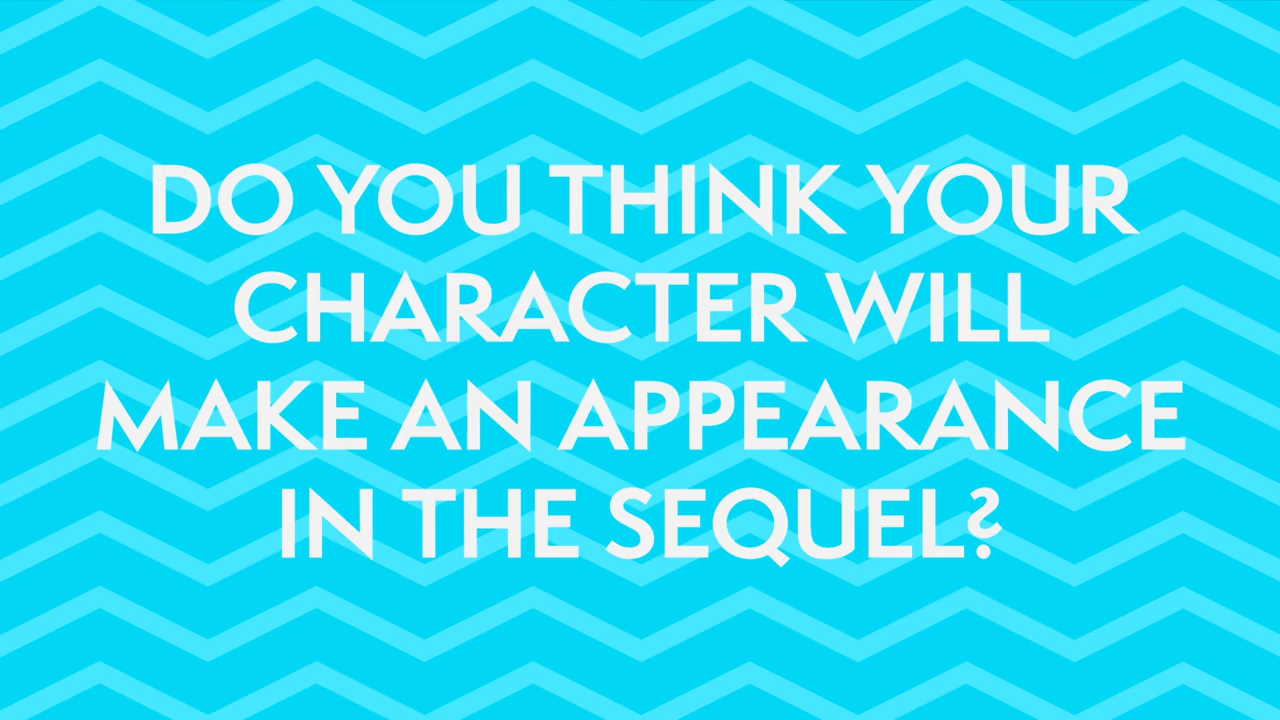 DO YOU THINK YOUR
CHARACTER WILL
MAKE AN APPEARANCE
IN THE SEQUEL?